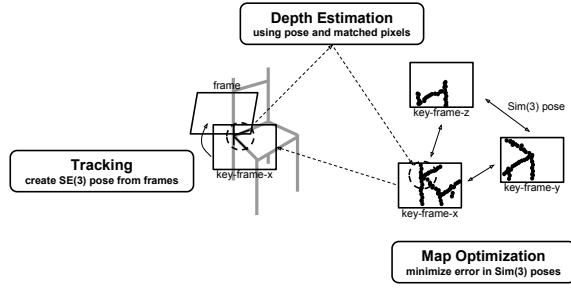 Depth Estimation
using pose and matched pixels
frame
key-frame-z
Sim(3) pose
Tracking
create SE(3) pose from frames
key-frame-x
key-frame-x
key-frame-y
Map Optimization
minimize error in Sim(3) poses